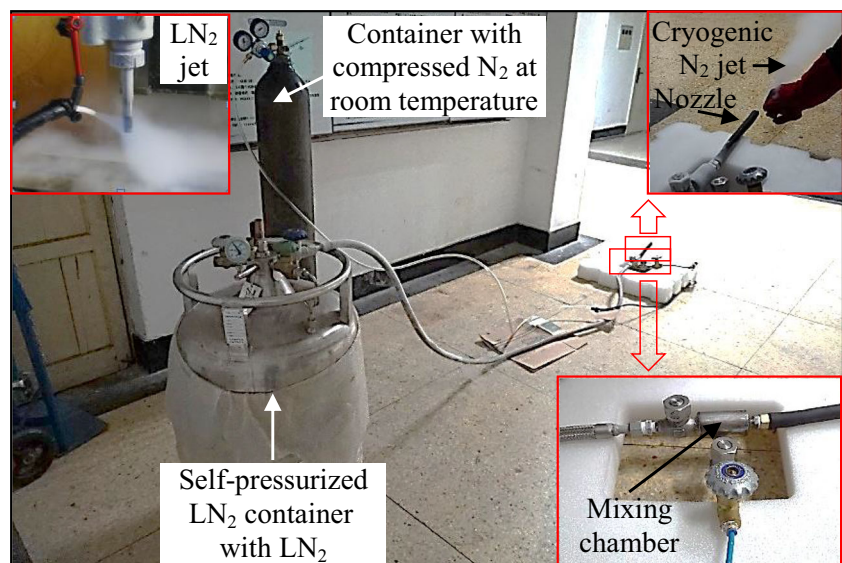 LN₂
jet
Container with
compressed N₂ at
room temperature
Cryogenic
N₂ jet
Nozzle
Self-pressurized
LN₂ container
with LN₂
Mixing
chamber